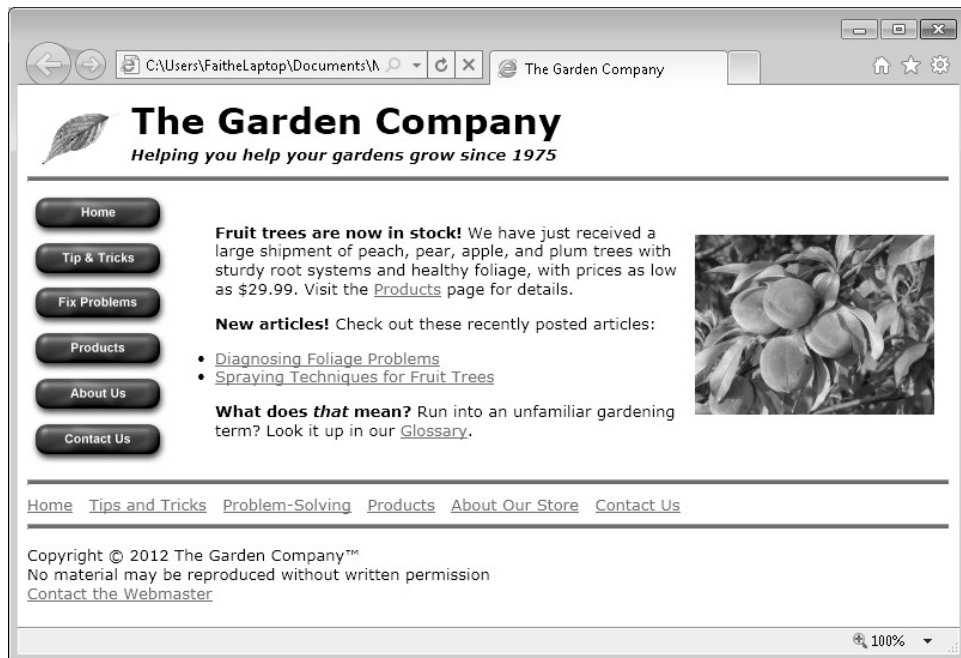 C:\Users\FaitheLaptop\Documents\
The Garden Company
The Garden Company
Helping you help your gardens grow since 1975
Home
Tip & Tricks
Fix Problems
Products
About Us
Contact Us
Fruit trees are now in stock! We have just received a
large shipment of peach, pear, apple, and plum trees with
sturdy root systems and healthy foliage, with prices as low
as $29.99. Visit the Products page for details.
New articles! Check out these recently posted articles:
• Diagnosing Foliage Problems
• Spraying Techniques for Fruit Trees
What does that mean? Run into an unfamiliar gardening
term? Look it up in our Glossary.
Home Tips and Tricks Problem-Solving Products About Our Store Contact Us
Copyright © 2012 The Garden Company™
No material may be reproduced without written permission
Contact the Webmaster
100%